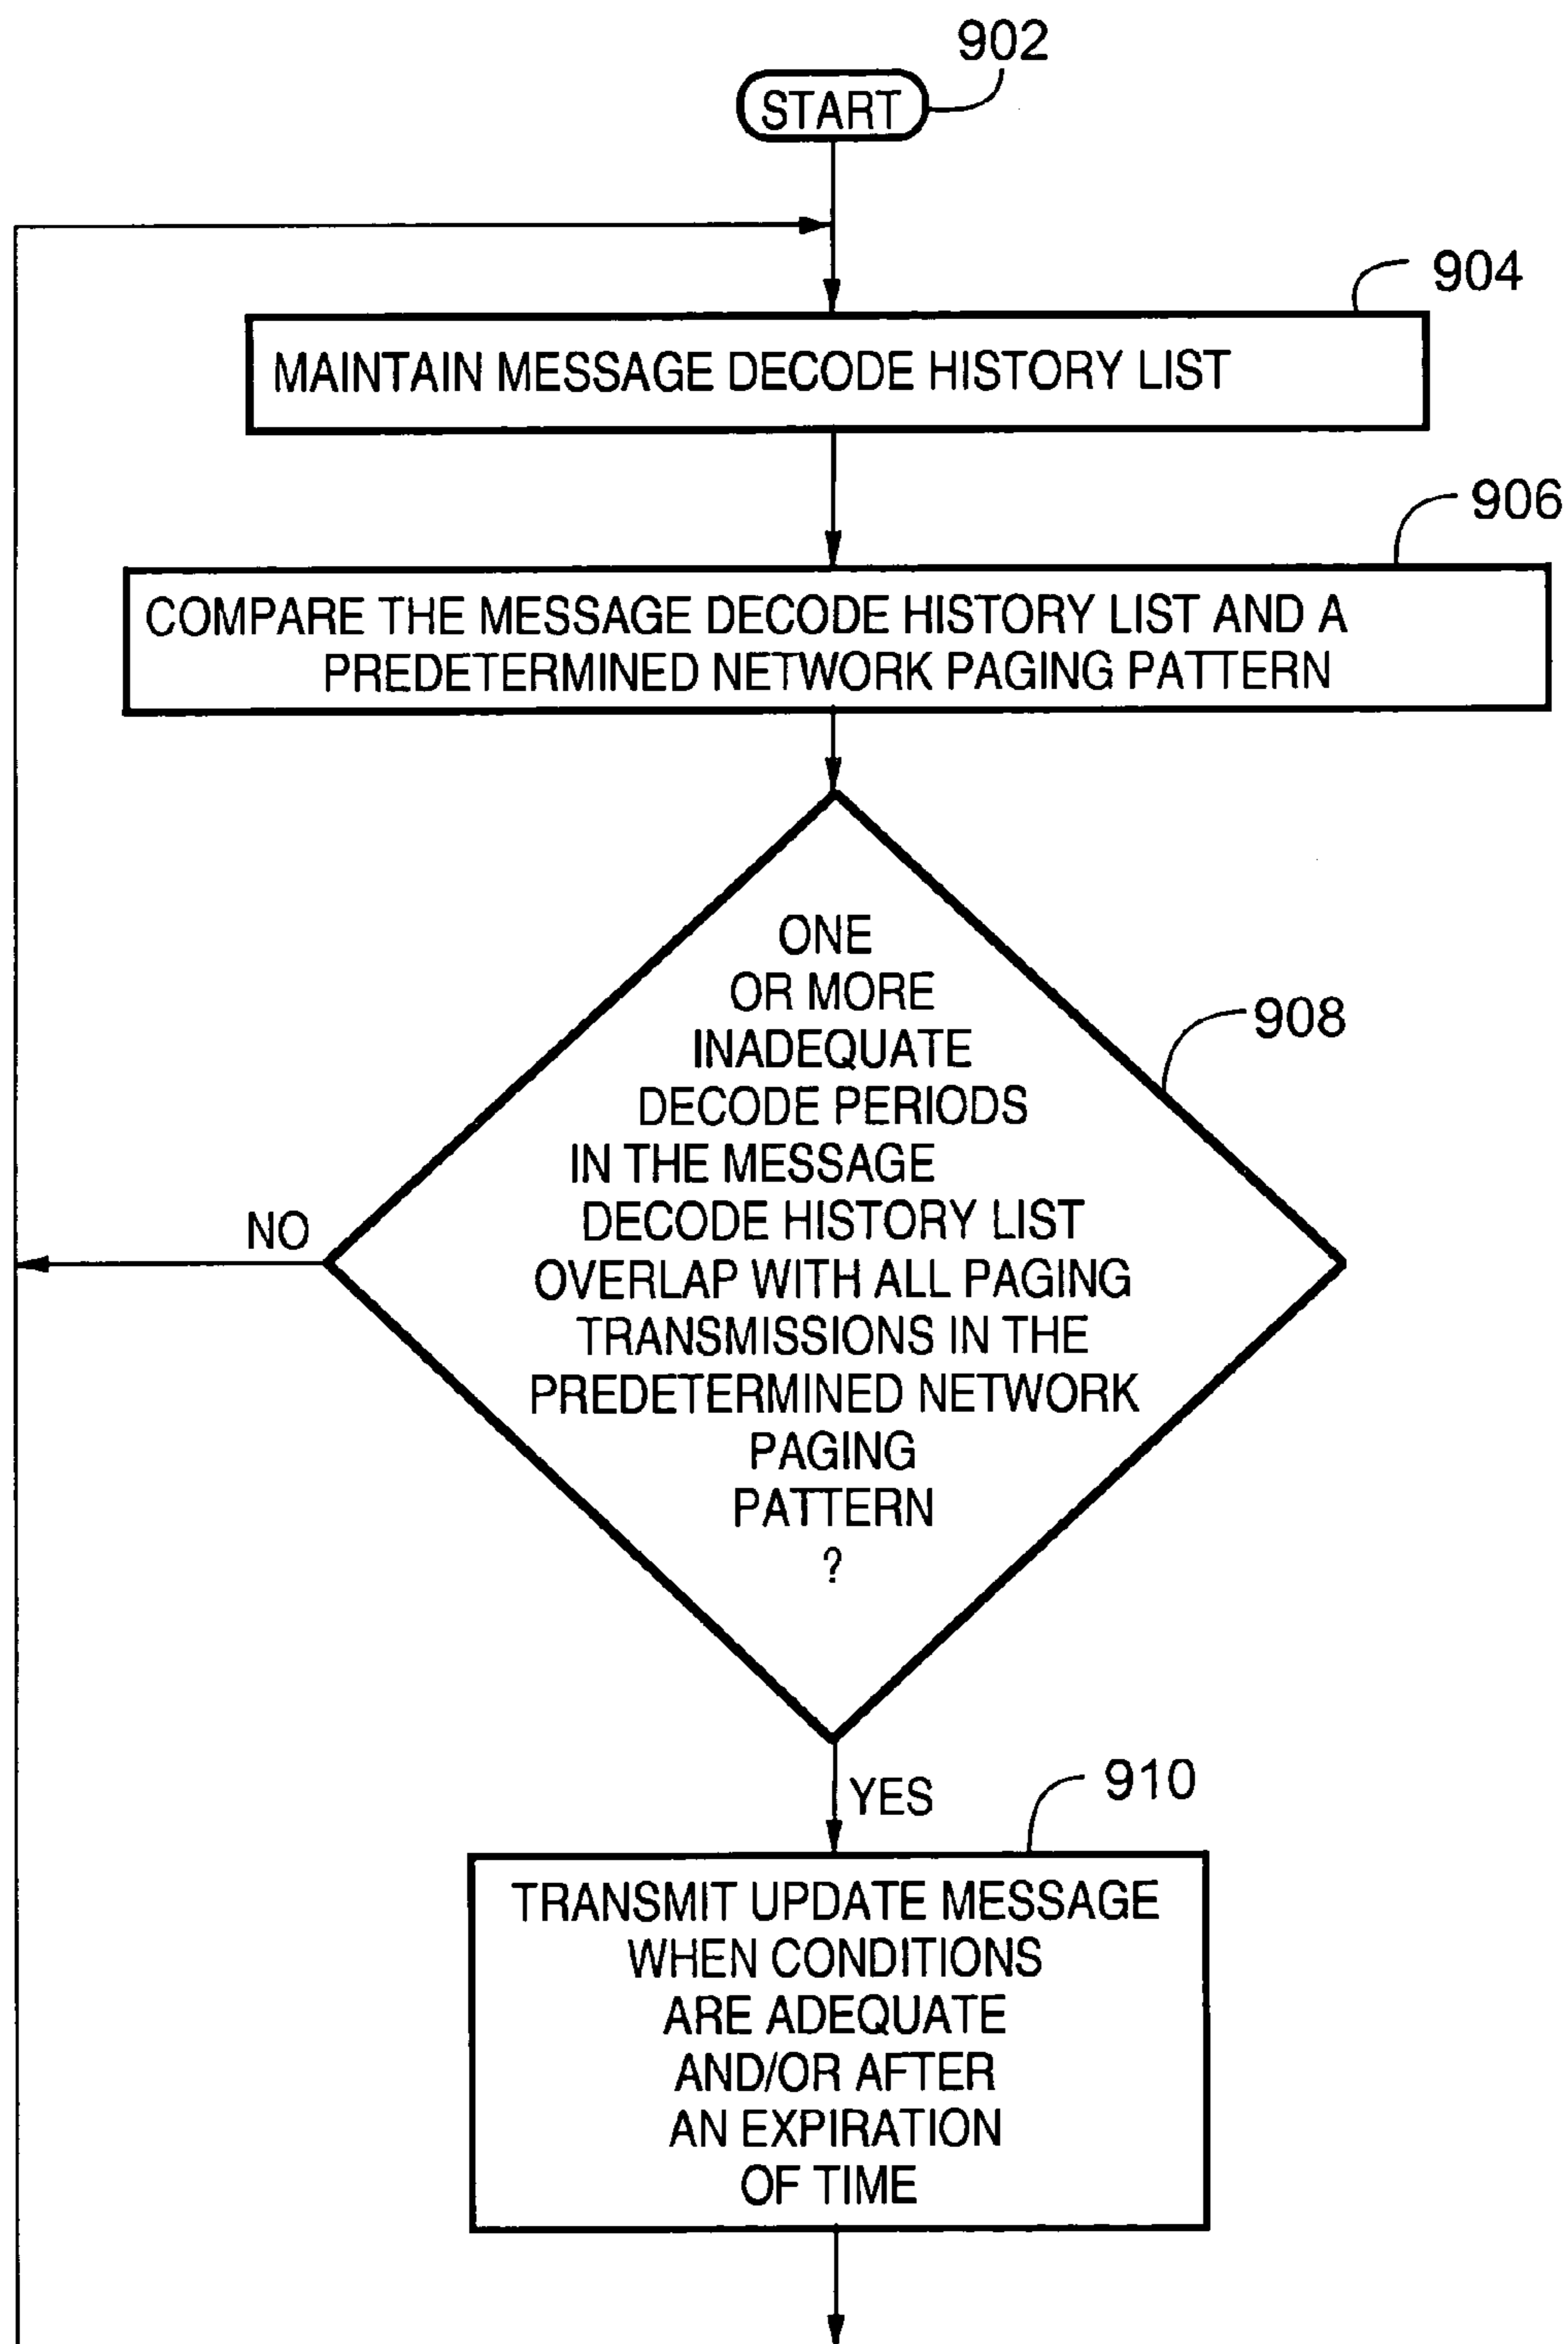 902
START
904
MAINTAIN MESSAGE DECODE HISTORY LIST
906
COMPARE THE MESSAGE DECODE HISTORY LIST AND A
PREDETERMINED NETWORK PAGING PATTERN
ONE
OR MORE
INADEQUATE
DECODE PERIODS
IN THE MESSAGE
DECODE HISTORY LIST
OVERLAP WITH ALL PAGING
TRANSMISSIONS IN THE
PREDETERMINED NETWORK
PAGING
PATTERN
?
908
NO
YES
910
TRANSMIT UPDATE MESSAGE
WHEN CONDITIONS
ARE ADEQUATE
AND/OR AFTER
AN EXPIRATION
OF TIME